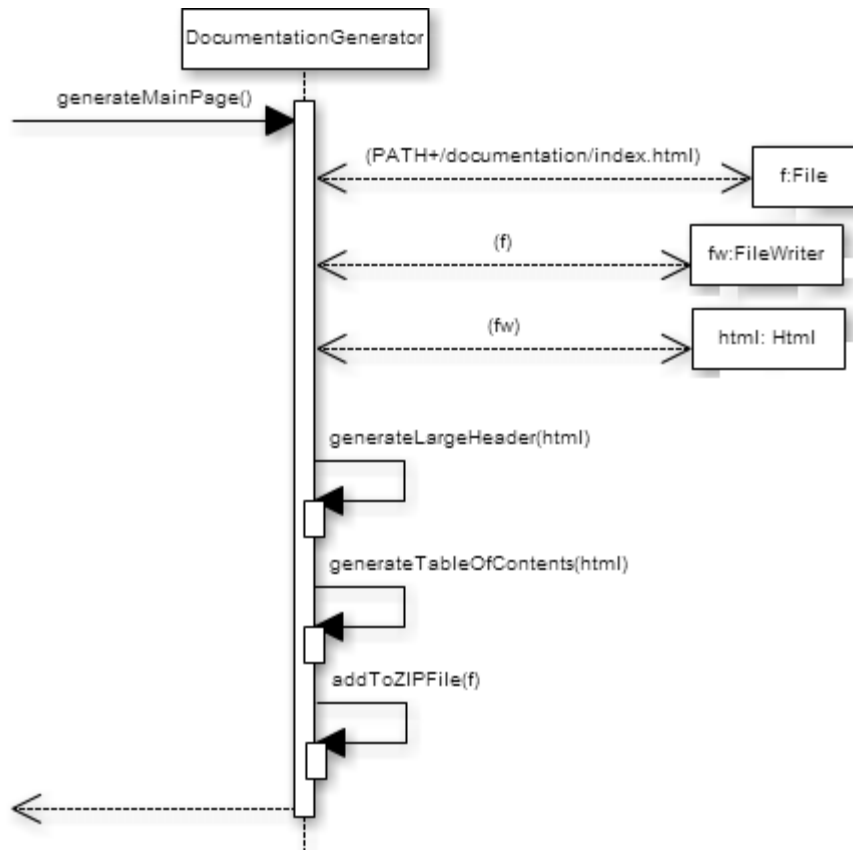 DocumentationGenerator
generateMainPage()
(PATH+/documentation/index.html)
f:File
(f)
fw:FileWriter
(fw)
html: Html
generateLargeHeader(html)
generateTableOfContents(html)
addToZIPFile(f)